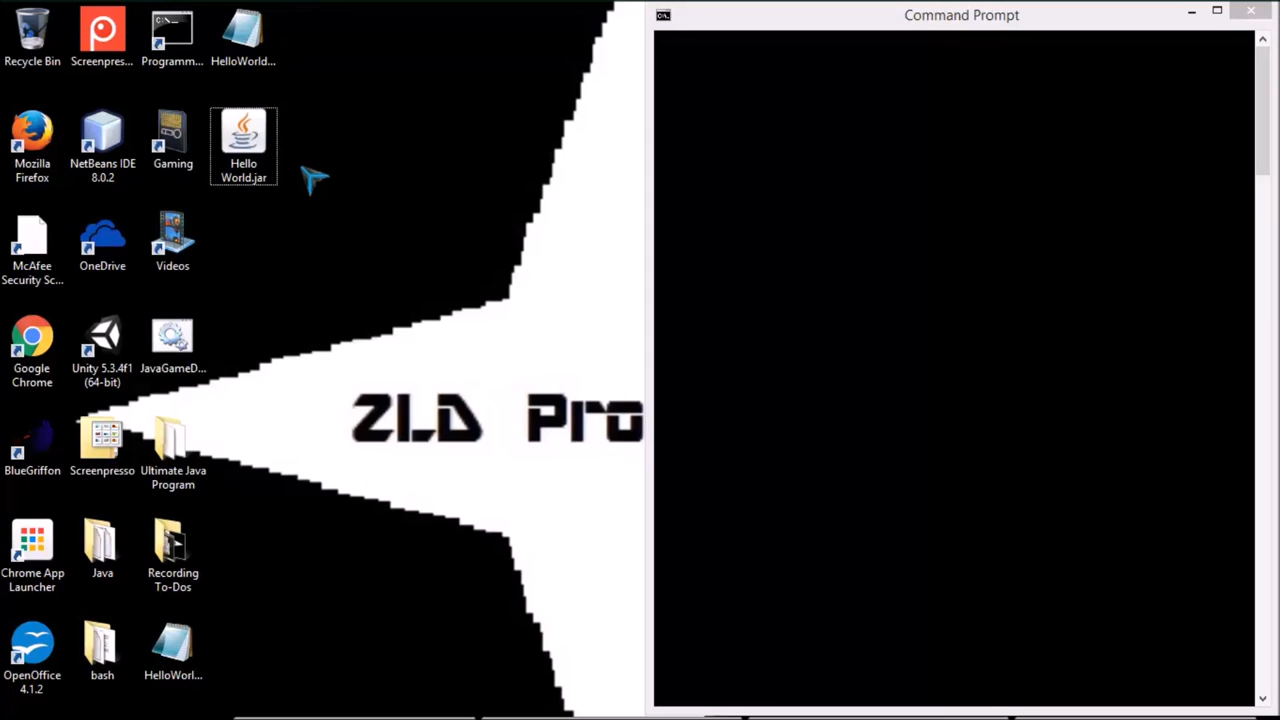 Command Prompt
Recycle Bin
Screenpres...
Programm...
HelloWorld...
Mozilla
Firefox
NetBeans IDE
8.0.2
Gaming
Hello
World.jar
McAfee
Security Sc...
OneDrive
Videos
Google
Chrome
Unity 5.3.4f1
(64-bit)
JavaGameD...
ZLD Pro
BlueGriffon
Screenpresso
Ultimate Java
Program
Chrome App
Launcher
Java
Recording
To-Dos
OpenOffice
4.1.2
bash
HelloWorl...